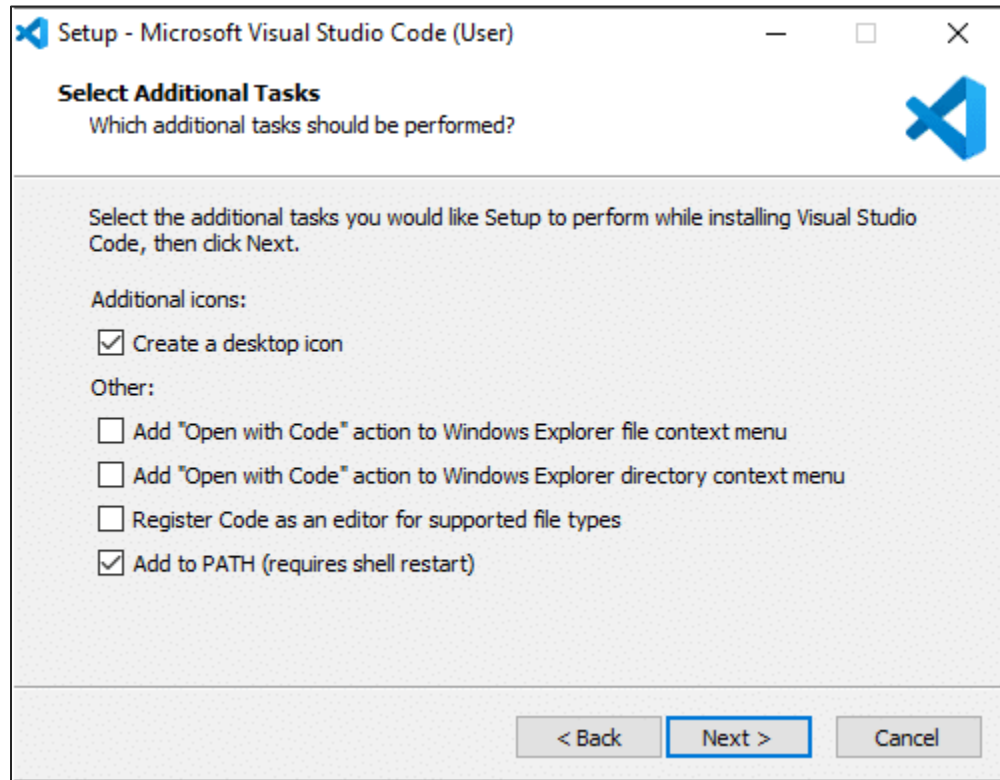 Setup - Microsoft Visual Studio Code (User)
Select Additional Tasks
Which additional tasks should be performed?
Select the additional tasks you would like Setup to perform while installing Visual Studio
Code, then click Next.
Additional icons:
Create a desktop icon
Other:
Add "Open with Code" action to Windows Explorer file context menu
Add "Open with Code" action to Windows Explorer directory context menu
Register Code as an editor for supported file types
Add to PATH (requires shell restart)
< Back Next > Cancel